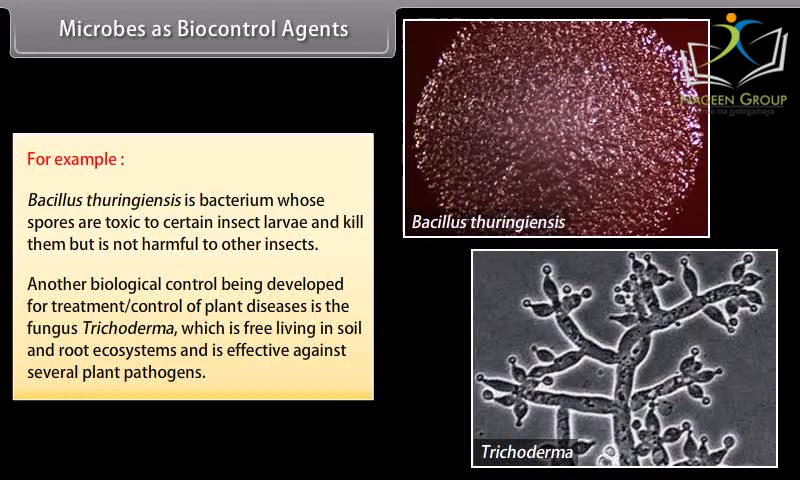 Microbes as Biocontrol Agents
For example :
Bacillus thuringiensis is bacterium whose
spores are toxic to certain insect larvae and kill
them but is not harmful to other insects.
Another biological control being developed
for treatment/control of plant diseases is the
fungus Trichoderma, which is free living in soil
and root ecosystems and is effective against
several plant pathogens.
GROUP
ma jyotirgamaya
Bacillus thuringiensis
Trichoderma